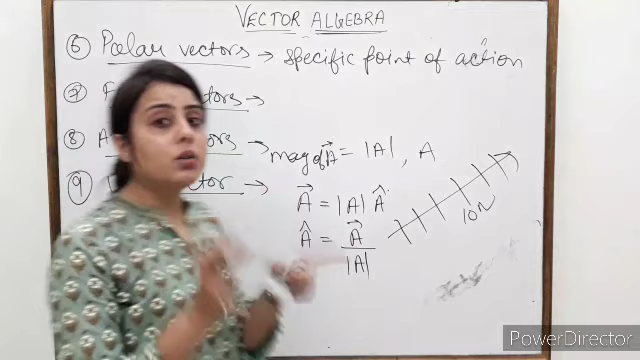 VECTOR ALGEBRA
⑥ Polar vectors → specific point of action
⑦ →
⑧ → mag of A⃗ = |A| , A
⑨ →
A⃗ = |A| Â
Â = A⃗ / |A|
10N
PowerDirector